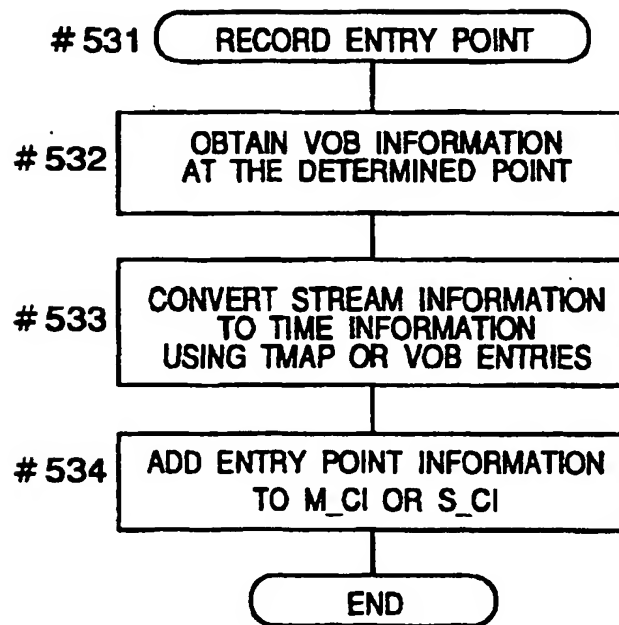 #531 RECORD ENTRY POINT
#532 OBTAIN VOB INFORMATION
AT THE DETERMINED POINT
#533 CONVERT STREAM INFORMATION
TO TIME INFORMATION
USING TMAP OR VOB ENTRIES
#534 ADD ENTRY POINT INFORMATION
TO M_CI OR S_CI
END